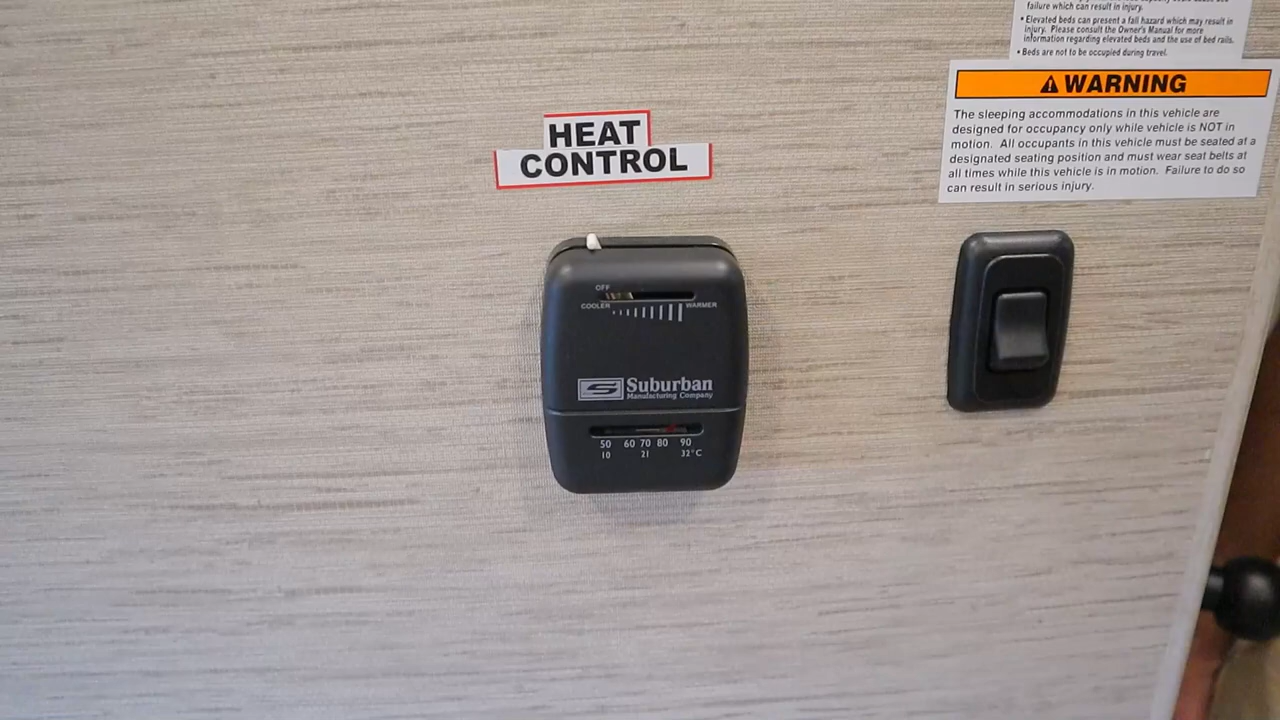 failure which can result in injury.
• Elevated beds can present a fall hazard which may result in
injury. Please consult the Owner's Manual for more
information regarding elevated beds and the use of bed rails.
• Beds are not to be occupied during travel.
WARNING
The sleeping accommodations in this vehicle are
designed for occupancy only while vehicle is NOT in
motion. All occupants in this vehicle must be seated at a
designated seating position and must wear seat belts at
all times while this vehicle is in motion. Failure to do so
can result in serious injury.
HEAT
CONTROL
OFF
COOLER WARMER
S Suburban
Manufacturing Company
50 60 70 80 90
10 21 32°C